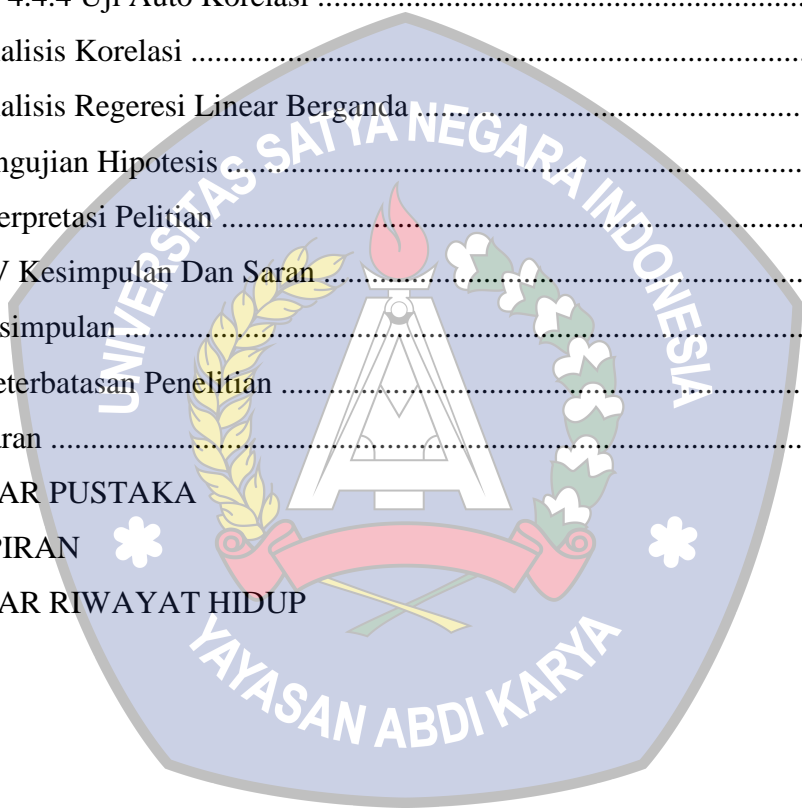 4.4.4 Uji Auto Korelasi ....................................................................
alisis Korelasi ....................................................................
alisis Regeresi Linear Berganda ....................................................................
ngujian Hipotesis ....................................................................
erpretasi Pelitian ....................................................................
V Kesimpulan Dan Saran ....................................................................
simpulan ....................................................................
eterbatasan Penelitian ....................................................................
ran ....................................................................
AR PUSTAKA
PIRAN
AR RIWAYAT HIDUP
UNIVERSITAS SATYA NEGARA INDONESIA
YAYASAN ABDI KARYA